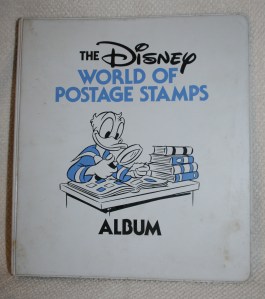 THE Disney
WORLD OF
POSTAGE STAMPS
ALBUM